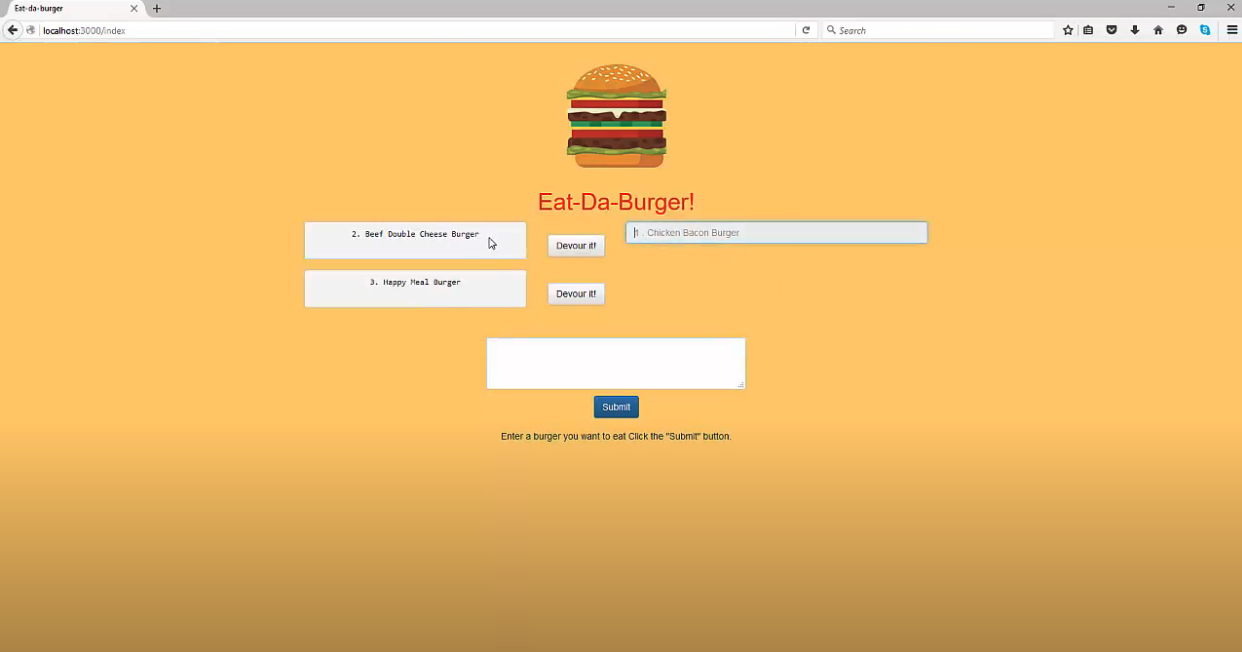 Eat-da-burger
localhost:3000/index
Search
Eat-Da-Burger!
2. Beef Double Cheese Burger
Devour it!
1. Chicken Bacon Burger
3. Happy Meal Burger
Devour it!
Submit
Enter a burger you want to eat Click the "Submit" button.